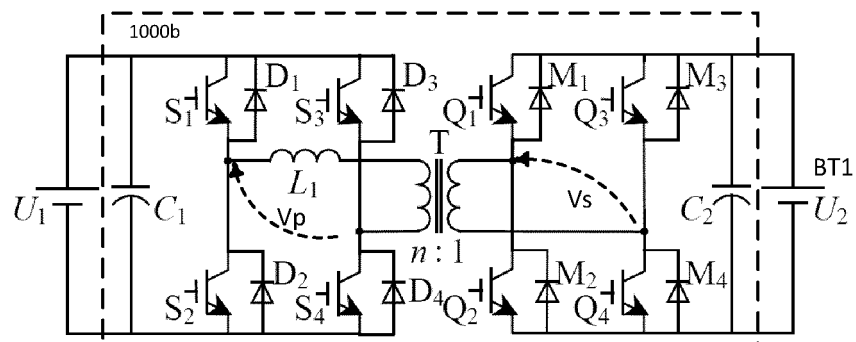 1000b
D1 D3 M1 M3
S1 S3 Q1 Q3
T
BT1
L1
U1 C1 Vp Vs C2 U2
n : 1
D2 D4 M2 M4
S2 S4 Q2 Q4